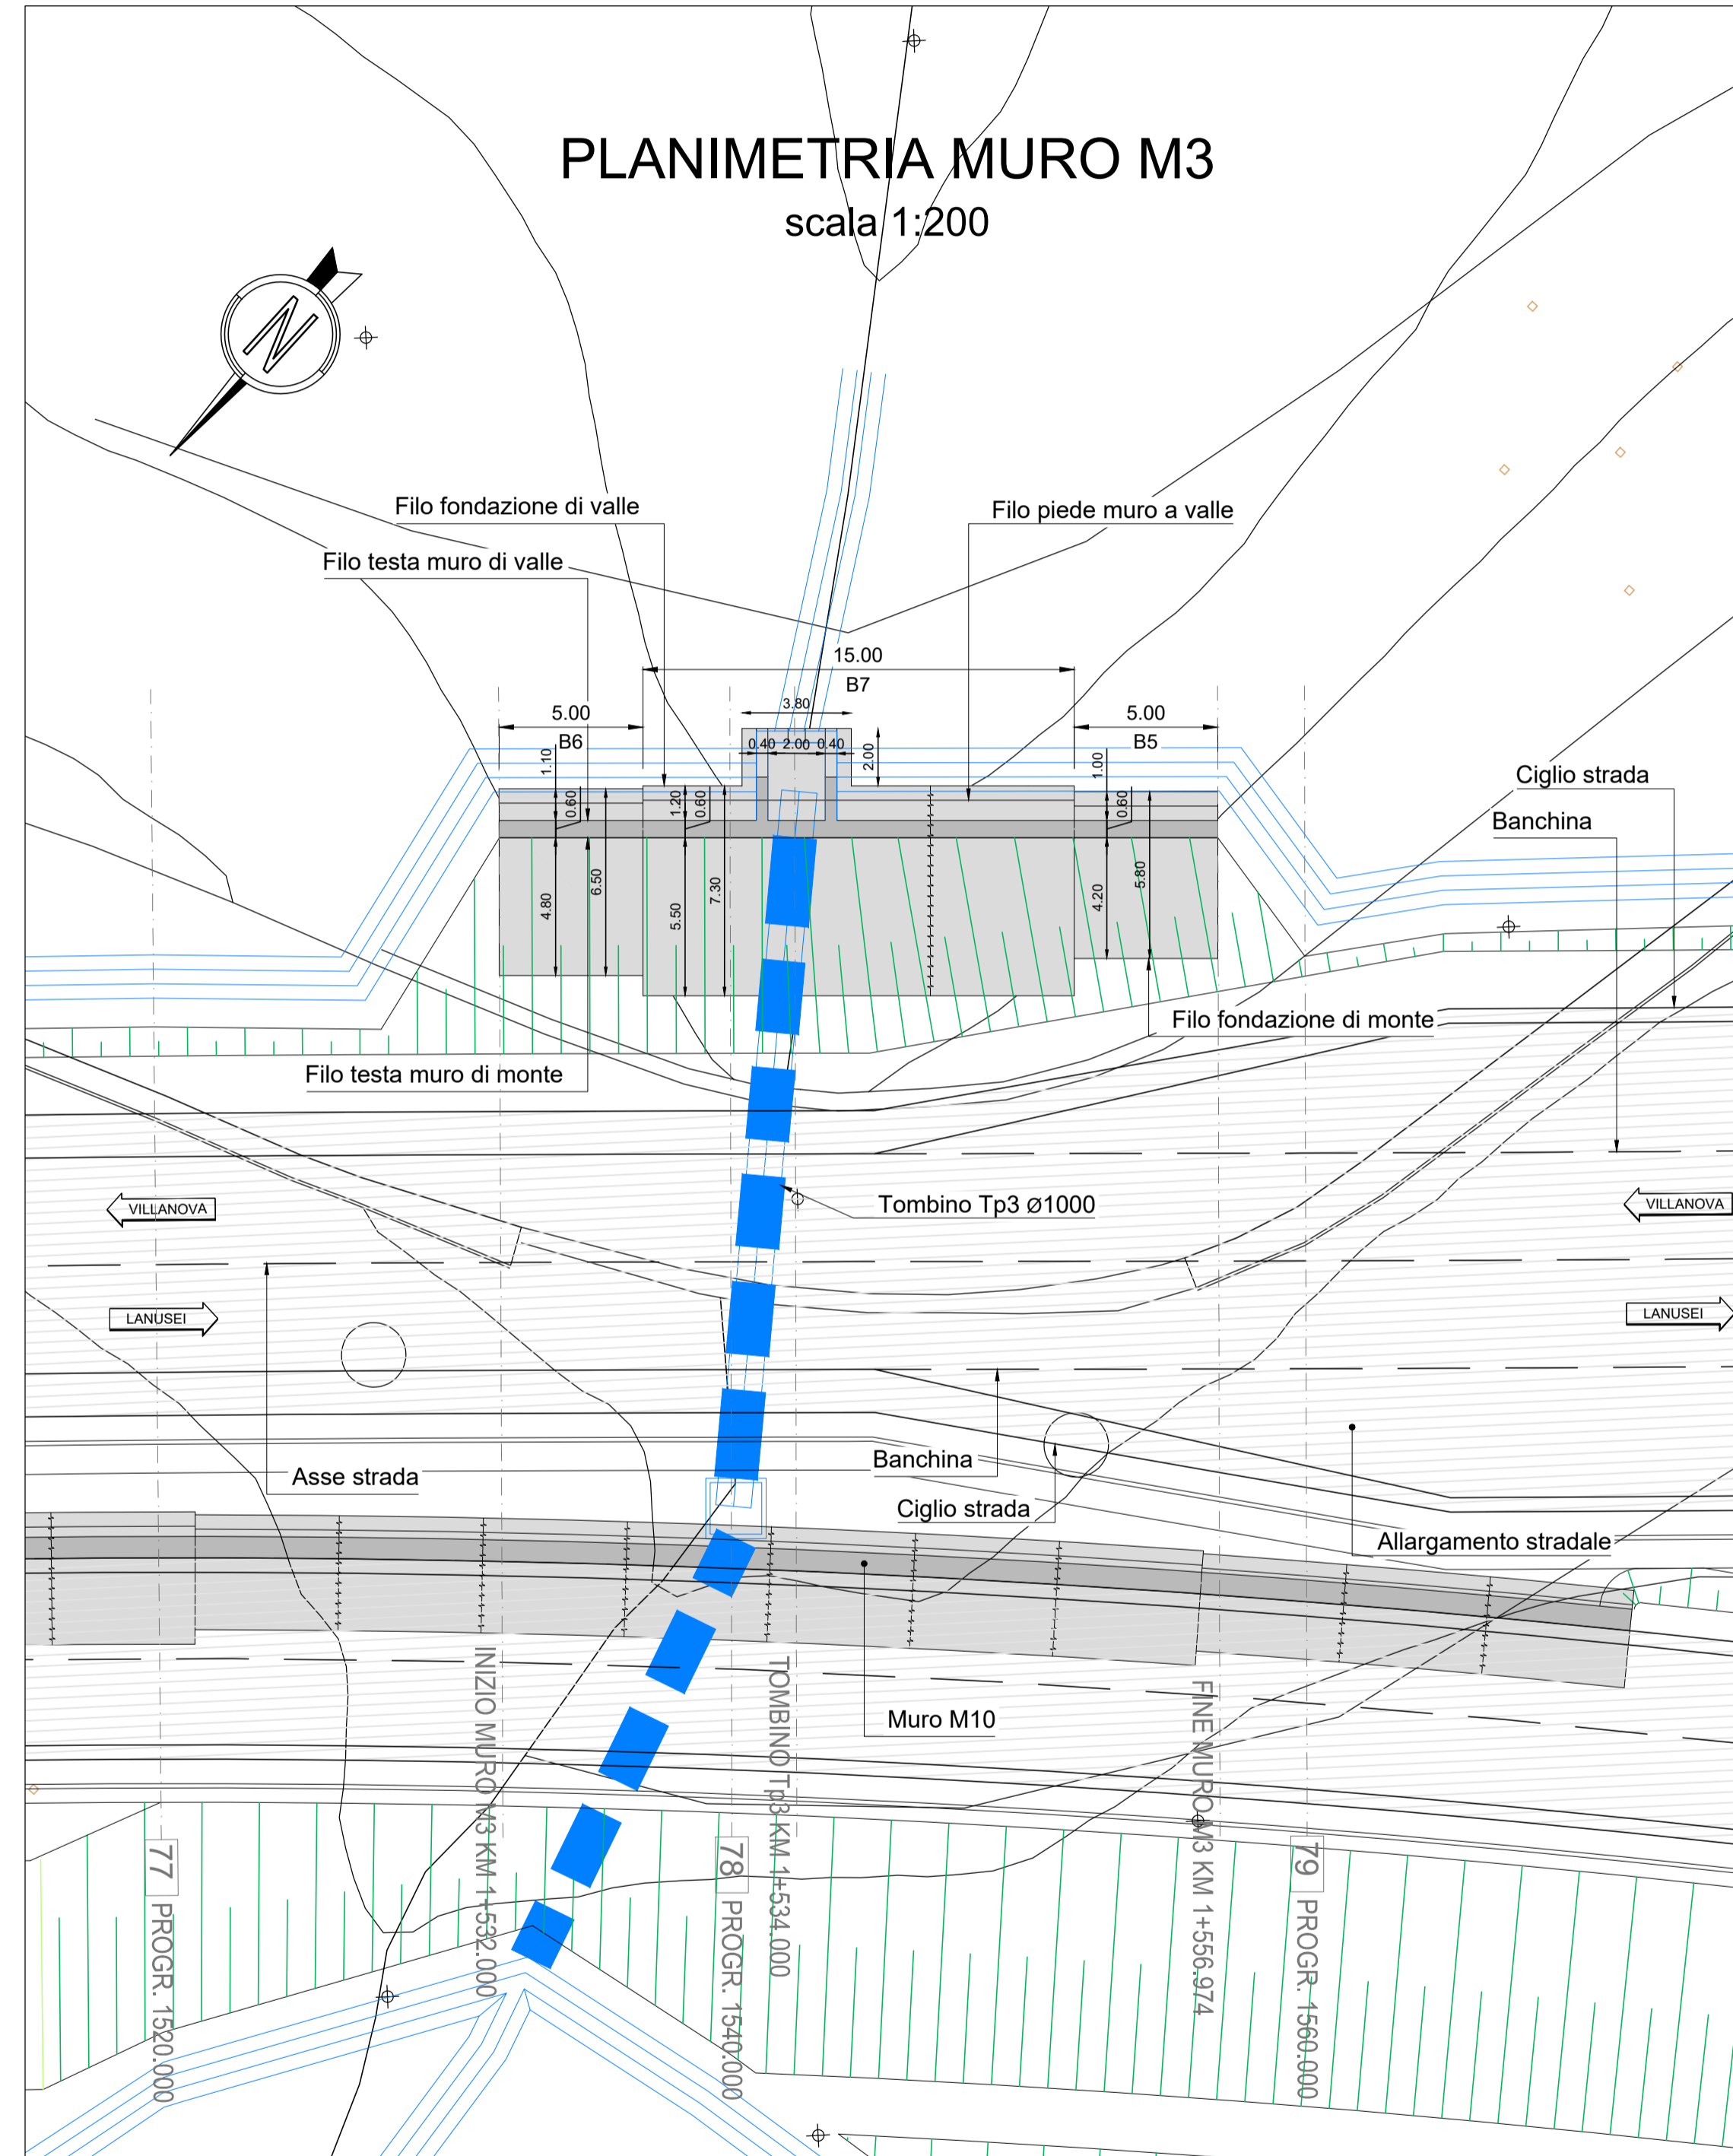 PLANIMETRIA MURO M3
scala 1:200
N
Filo fondazione di valle
Filo piede muro a valle
Filo testa muro di valle
15.00
B7
3.80
5.00
B6
5.00
B5
0.40
2.00
0.40
2.00
1.10
0.60
1.20
0.60
1.00
0.60
Ciglio strada
Banchina
4.80
6.50
5.50
7.30
4.20
5.80
Filo fondazione di monte
Filo testa muro di monte
VILLANOVA
Tombino Tp3 Ø1000
VILLANOVA
LANUSEI
LANUSEI
Asse strada
Banchina
Ciglio strada
Allargamento stradale
Muro M10
77 PROGR. 1520.000
INIZIO MURO M3 KM 1+532.000
78 PROGR. 1540.000
TOMBINO Tp3 KM 1+534.000
FINE MURO M3 KM 1+556.974
79 PROGR. 1560.000